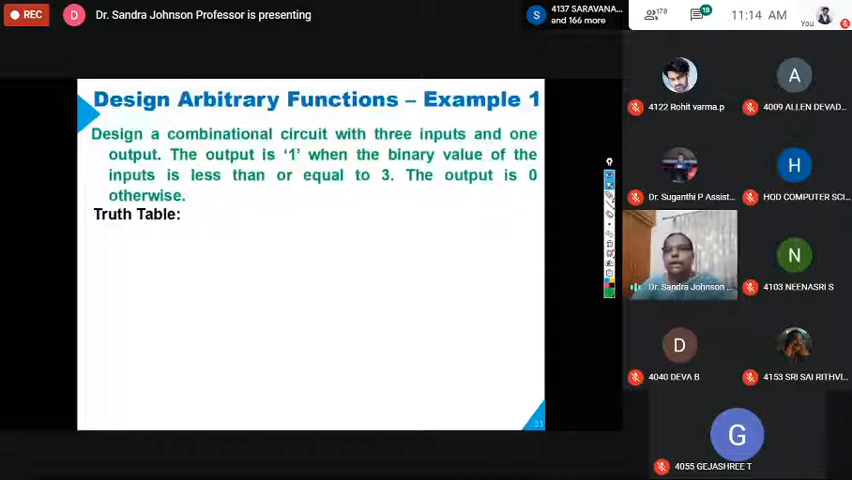 REC
D
Dr. Sandra Johnson Professor is presenting
S
4137 SARAVANA...
and 166 more
178
18
11:14 AM
You
Design Arbitrary Functions – Example 1
Design a combinational circuit with three inputs and one
output. The output is ‘1’ when the binary value of the
inputs is less than or equal to 3. The output is 0
otherwise.
Truth Table:
33
4122 Rohit varma.p
A
4009 ALLEN DEVAD...
Dr. Suganthi P Assist...
H
HOD COMPUTER SCI...
Dr. Sandra Johnson ...
N
4103 NEENASRI S
D
4040 DEVA B
4153 SRI SAI RITHVI...
G
4055 GEJASHREE T